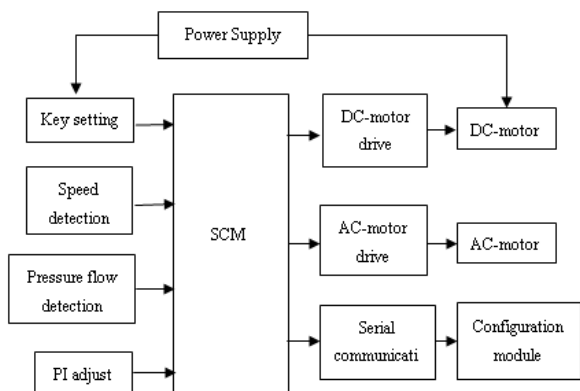 Power Supply
Key setting
Speed
detection
Pressure flow
detection
PI adjust
SCM
DC-motor
drive
DC-motor
AC-motor
drive
AC-motor
Serial
communicati
Configuration
module